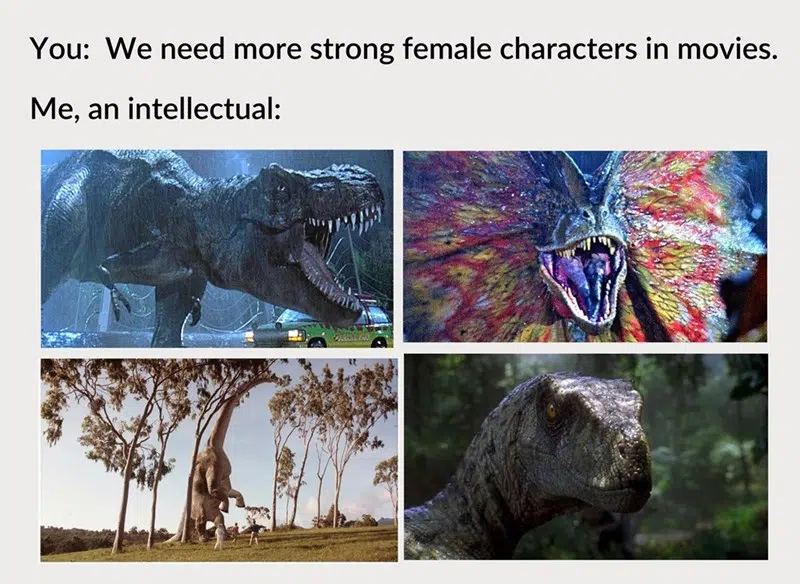 You: We need more strong female characters in movies.
Me, an intellectual: